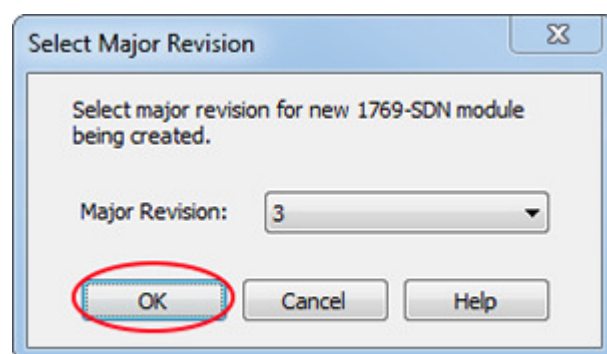 Select Major Revision
Select major revision for new 1769-SDN module
being created.
Major Revision: 3
OK Cancel Help